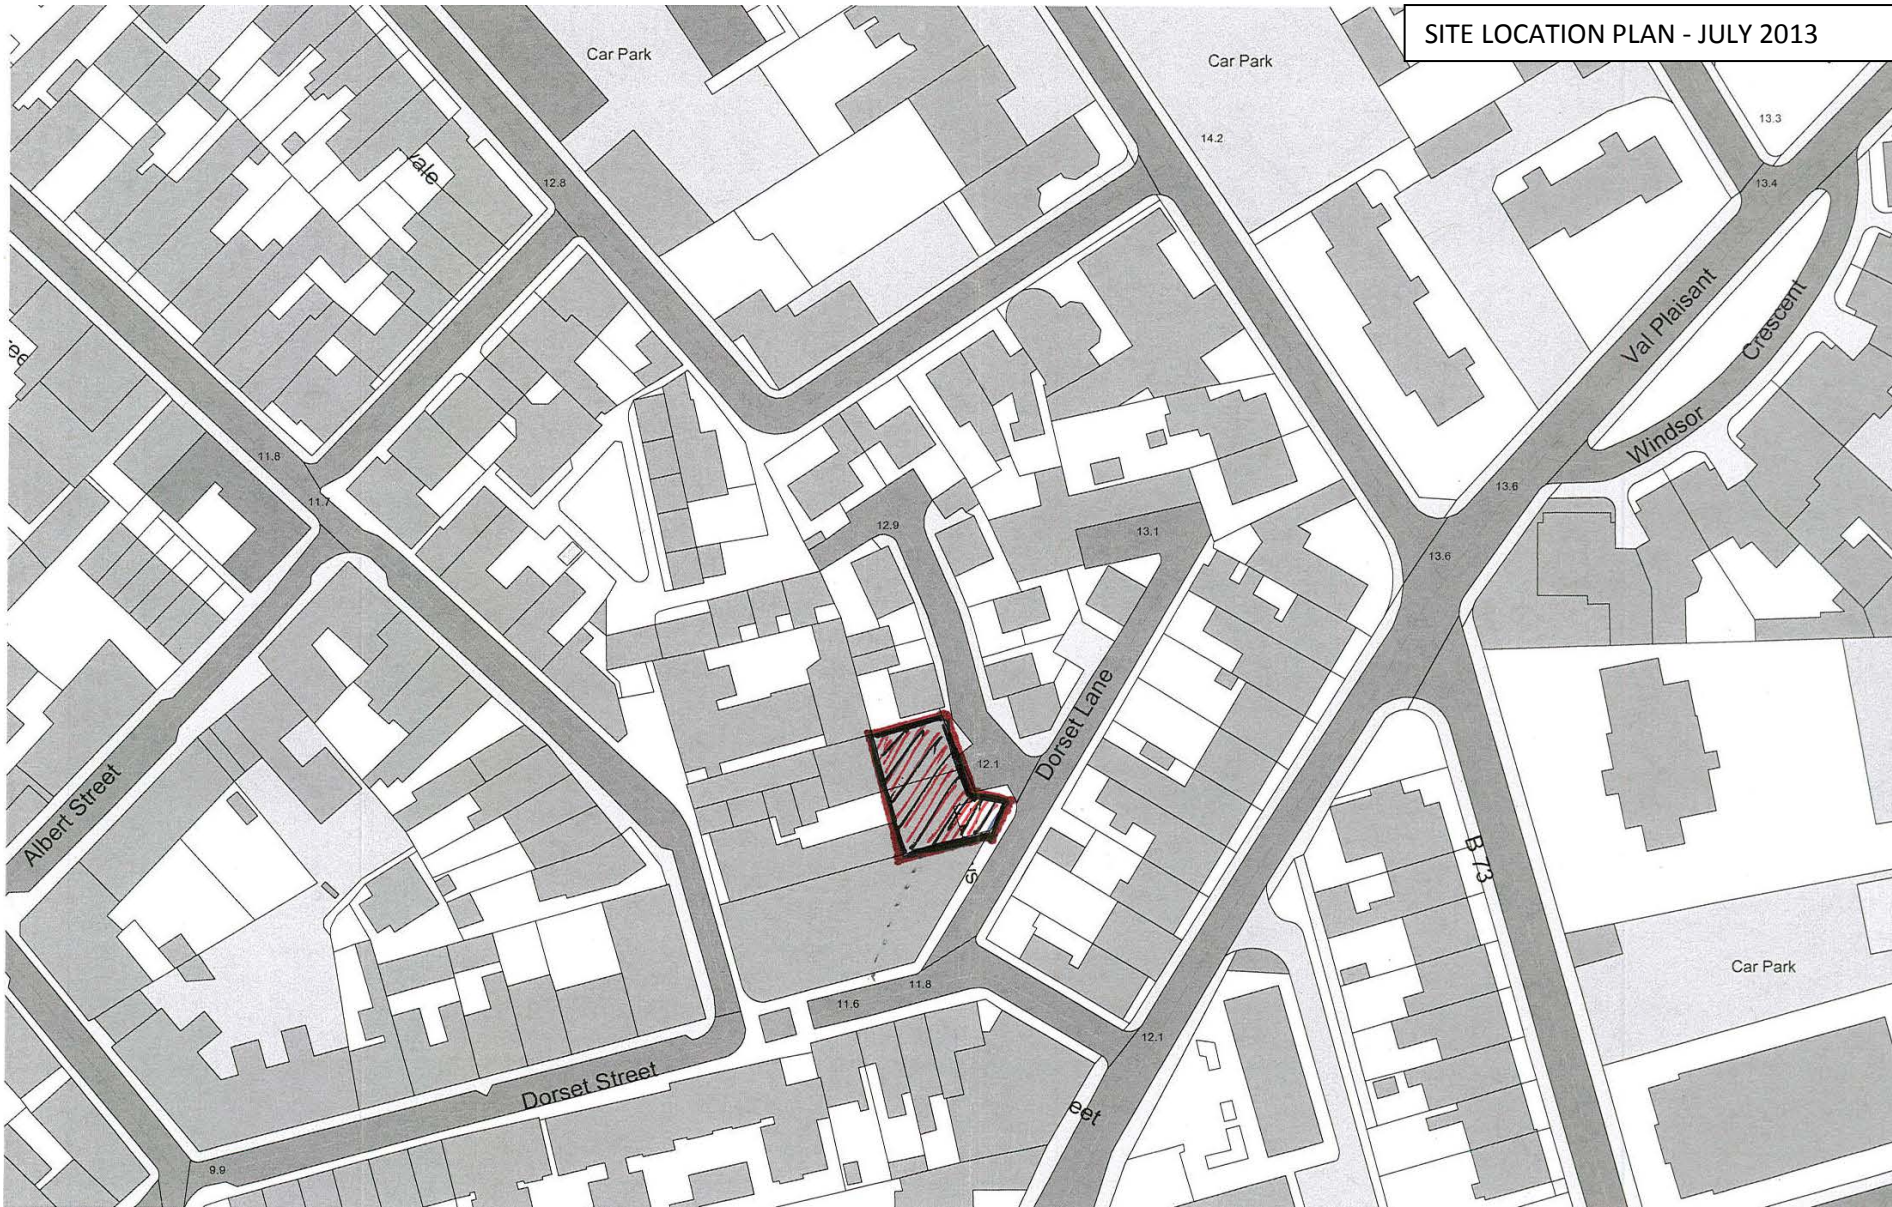 SITE LOCATION PLAN - JULY 2013
Car Park
Car Park
14.2
13.3
12.8
13.4
Val Plaisant
Crescent
Windsor
11.8
11.7
12.9
13.1
13.6
13.6
Dorset Lane
12.1
Albert Street
B 73
Car Park
11.6
11.8
12.1
Dorset Street
eet
9.9